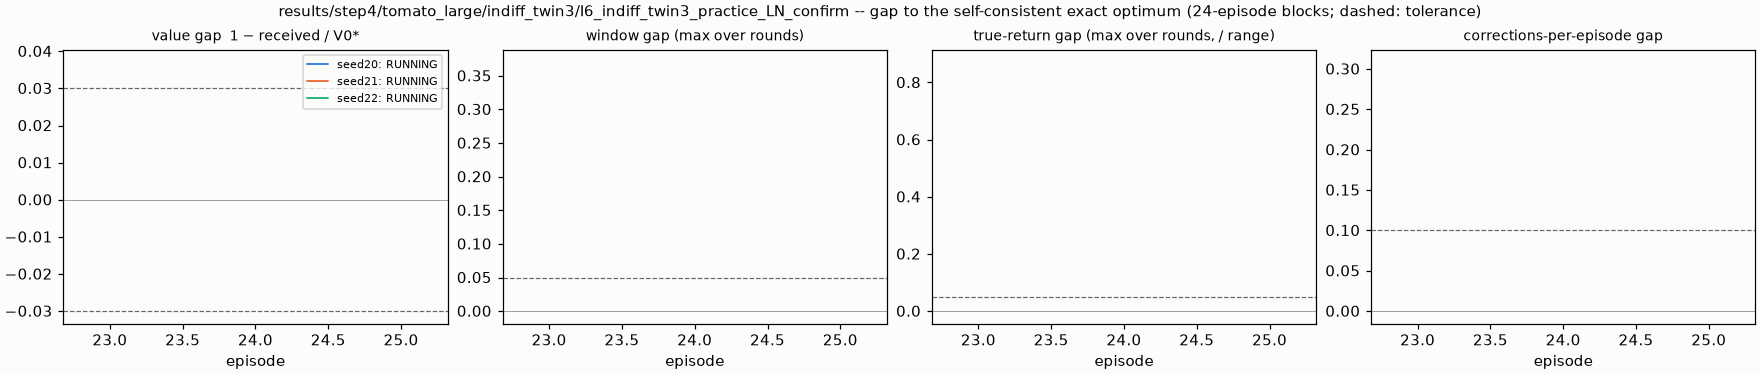 results/step4/tomato_large/indiff_twin3/l6_indiff_twin3_practice_LN_confirm -- gap to the self-consistent exact optimum (24-episode blocks; dashed: tolerance)
value gap  1 − received / V0*
0.04
0.03
0.02
0.01
0.00
−0.01
−0.02
−0.03
seed20: RUNNING
seed21: RUNNING
seed22: RUNNING
23.0 23.5 24.0 24.5 25.0
episode
window gap (max over rounds)
0.35
0.30
0.25
0.20
0.15
0.10
0.05
0.00
23.0 23.5 24.0 24.5 25.0
episode
true-return gap (max over rounds, / range)
0.8
0.6
0.4
0.2
0.0
23.0 23.5 24.0 24.5 25.0
episode
corrections-per-episode gap
0.30
0.25
0.20
0.15
0.10
0.05
0.00
23.0 23.5 24.0 24.5 25.0
episode